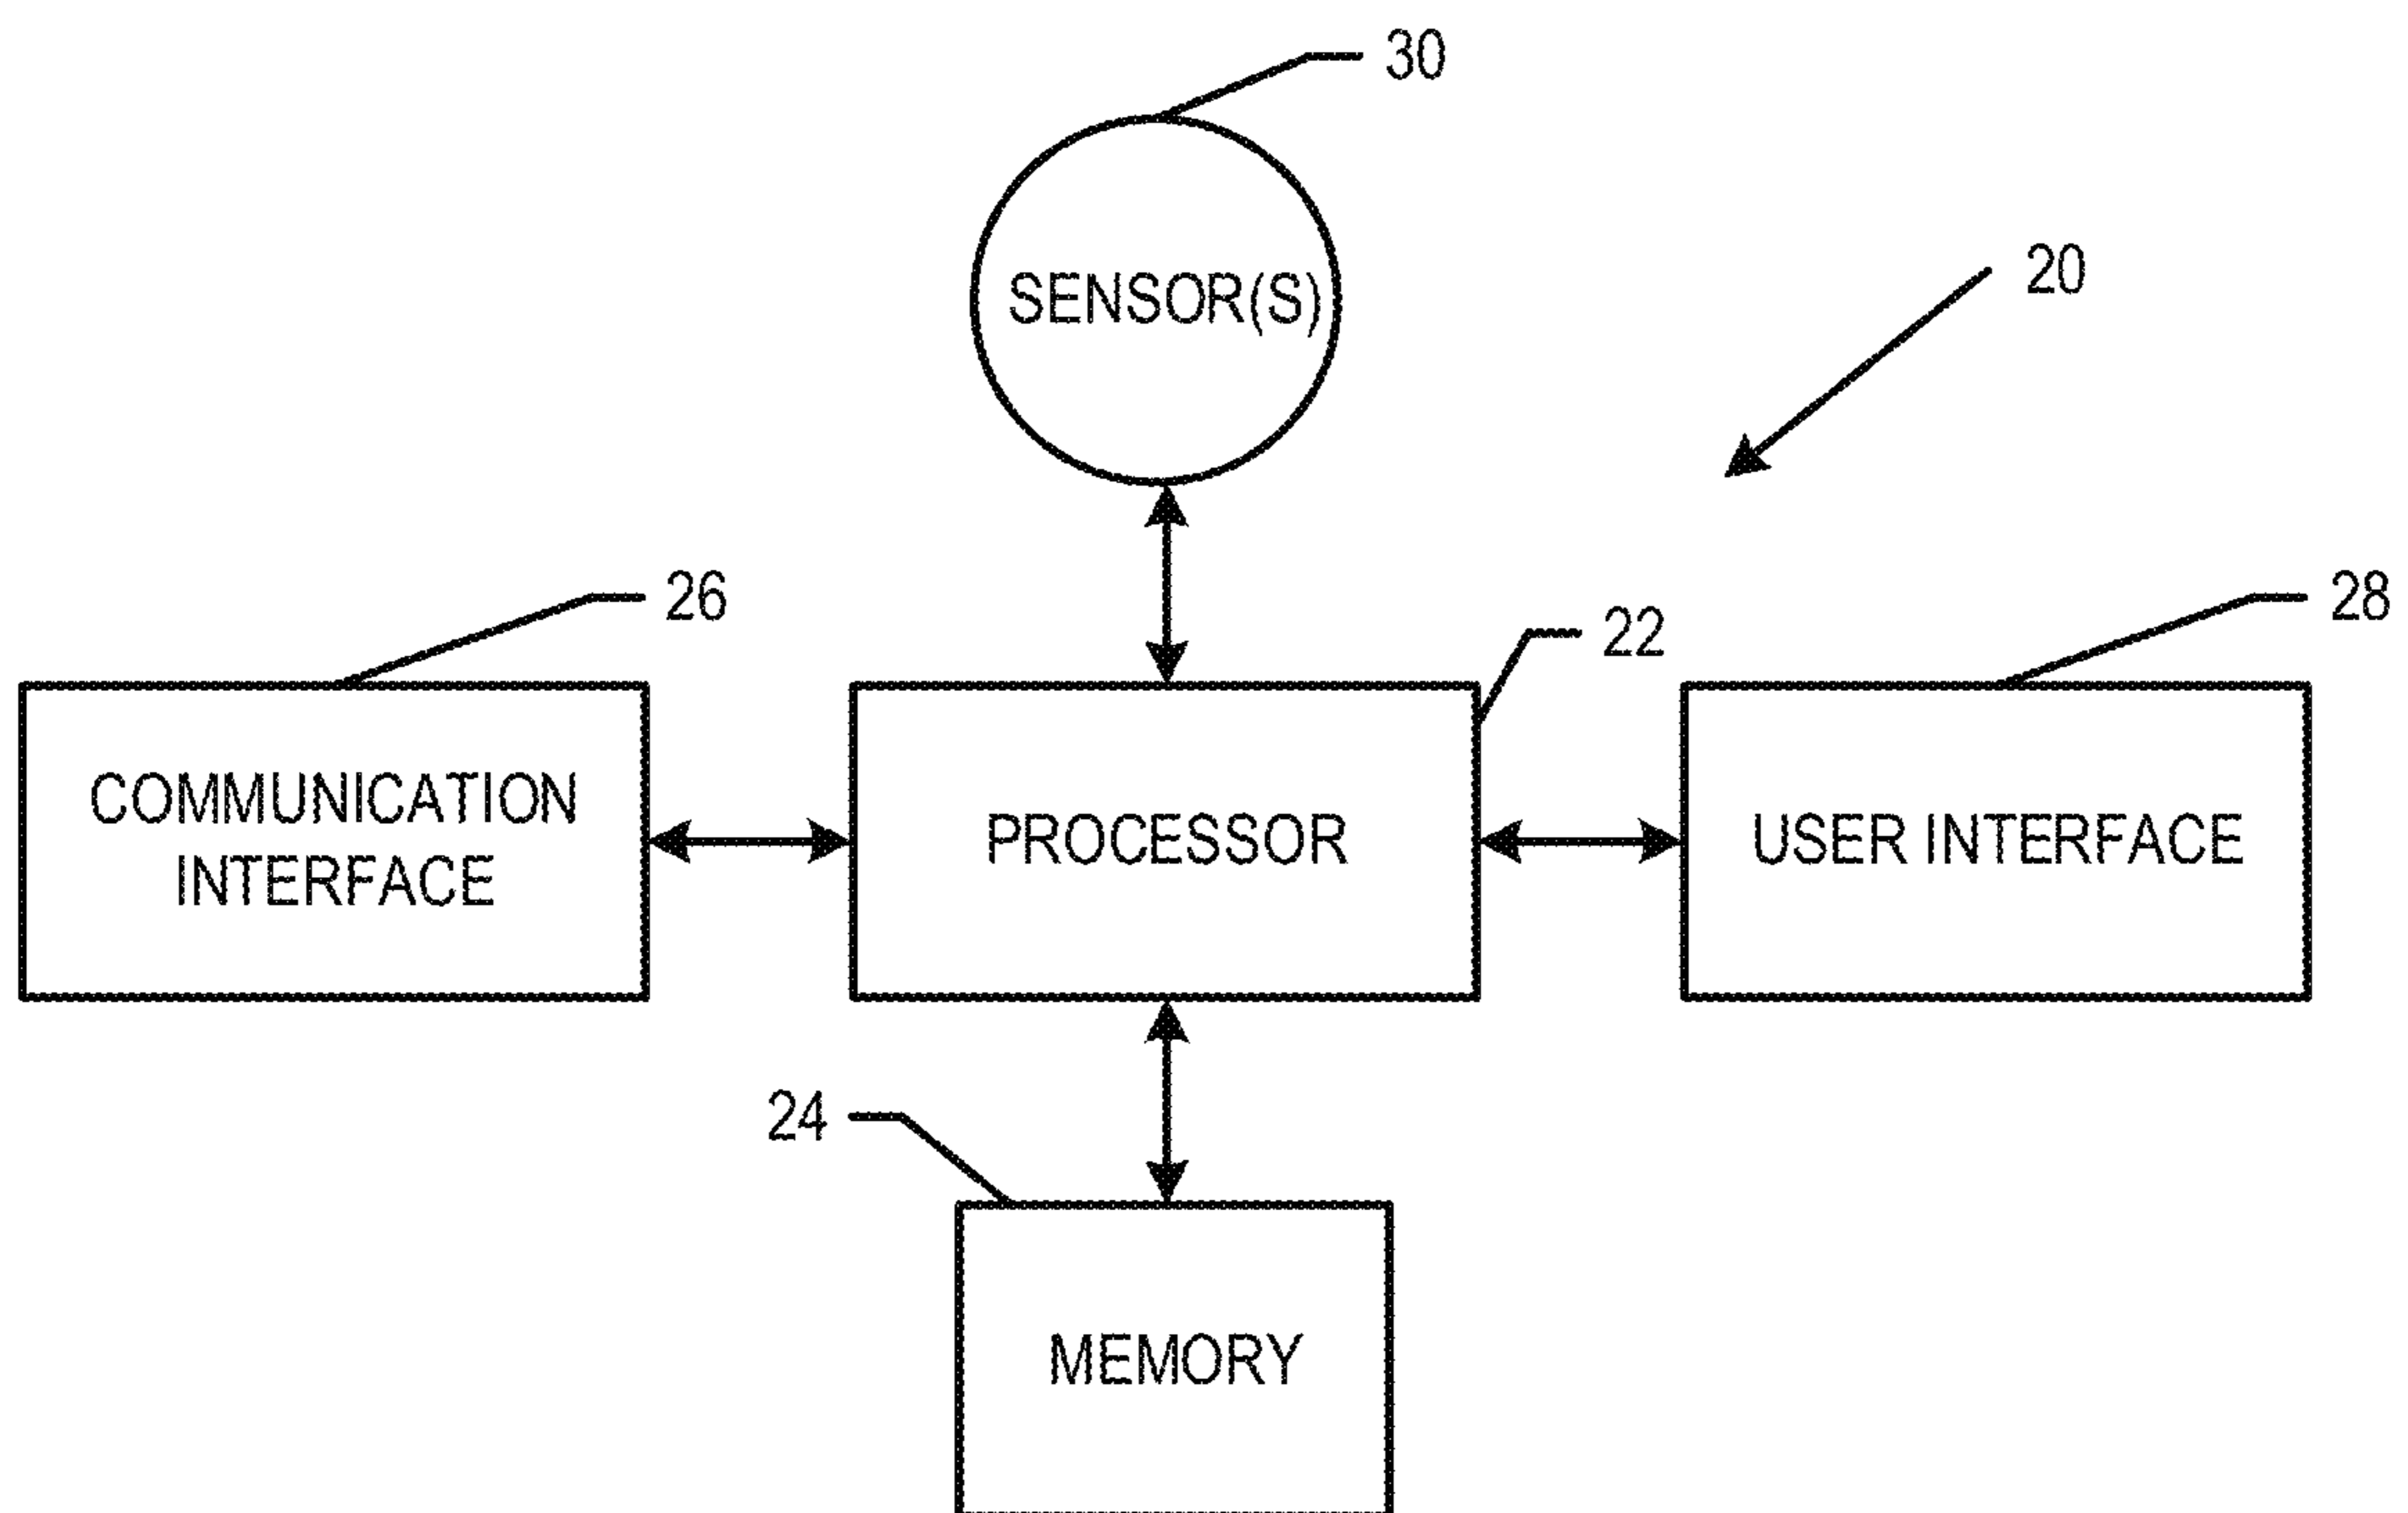 30
SENSOR(S)
20
26
22
28
COMMUNICATION
INTERFACE
PROCESSOR
USER INTERFACE
24
MEMORY